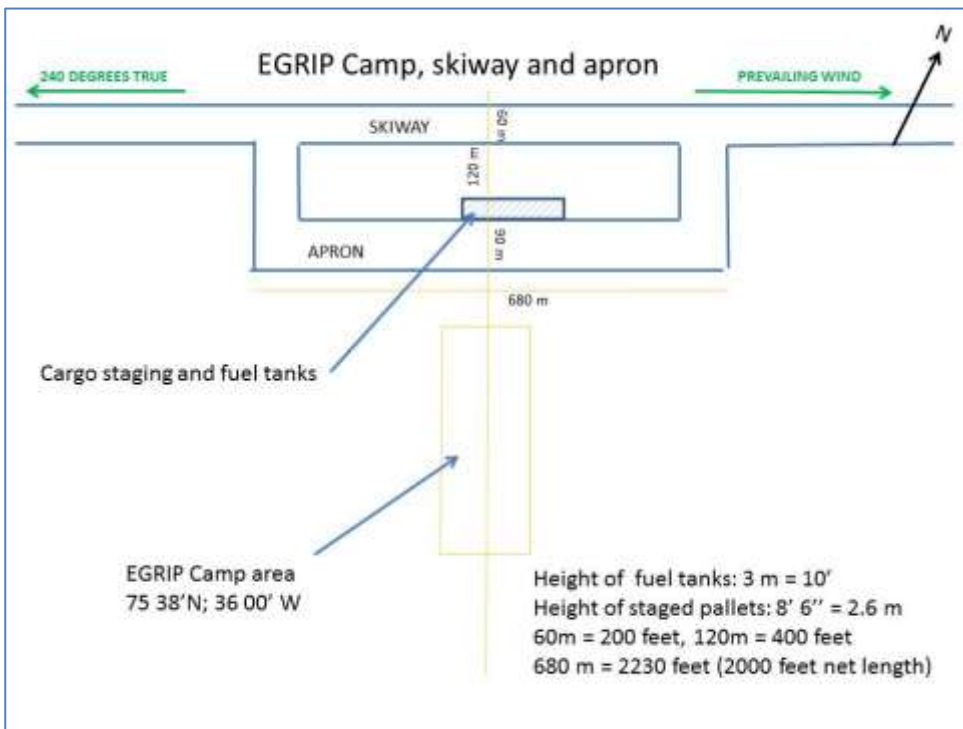 EGRIP Camp, skiway and apron
N
240 DEGREES TRUE
PREVAILING WIND
SKIWAY
60 m
120 m
90 m
APRON
680 m
Cargo staging and fuel tanks
EGRIP Camp area
75 38'N; 36 00' W
Height of fuel tanks: 3 m = 10'
Height of staged pallets: 8' 6'' = 2.6 m
60m = 200 feet, 120m = 400 feet
680 m = 2230 feet (2000 feet net length)